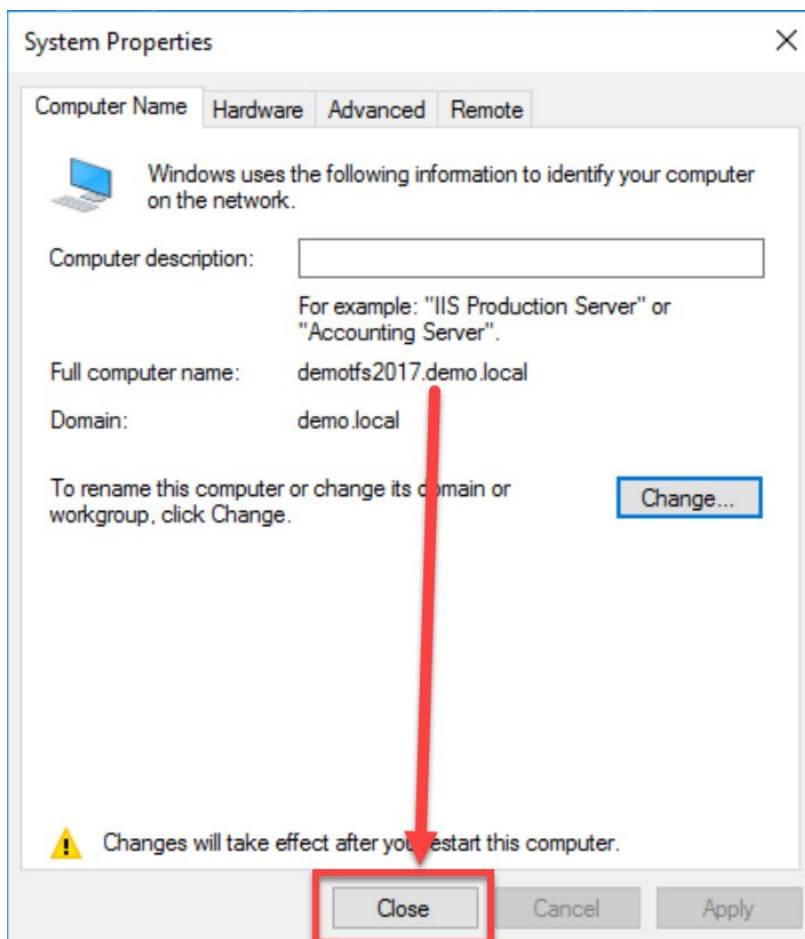 System Properties
Computer Name Hardware Advanced Remote
Windows uses the following information to identify your computer
on the network.
Computer description:
For example: "IIS Production Server" or
"Accounting Server".
Full computer name: demotfs2017.demo.local
Domain: demo.local
To rename this computer or change its domain or
workgroup, click Change.
Change...
Changes will take effect after you restart this computer.
Close Cancel Apply